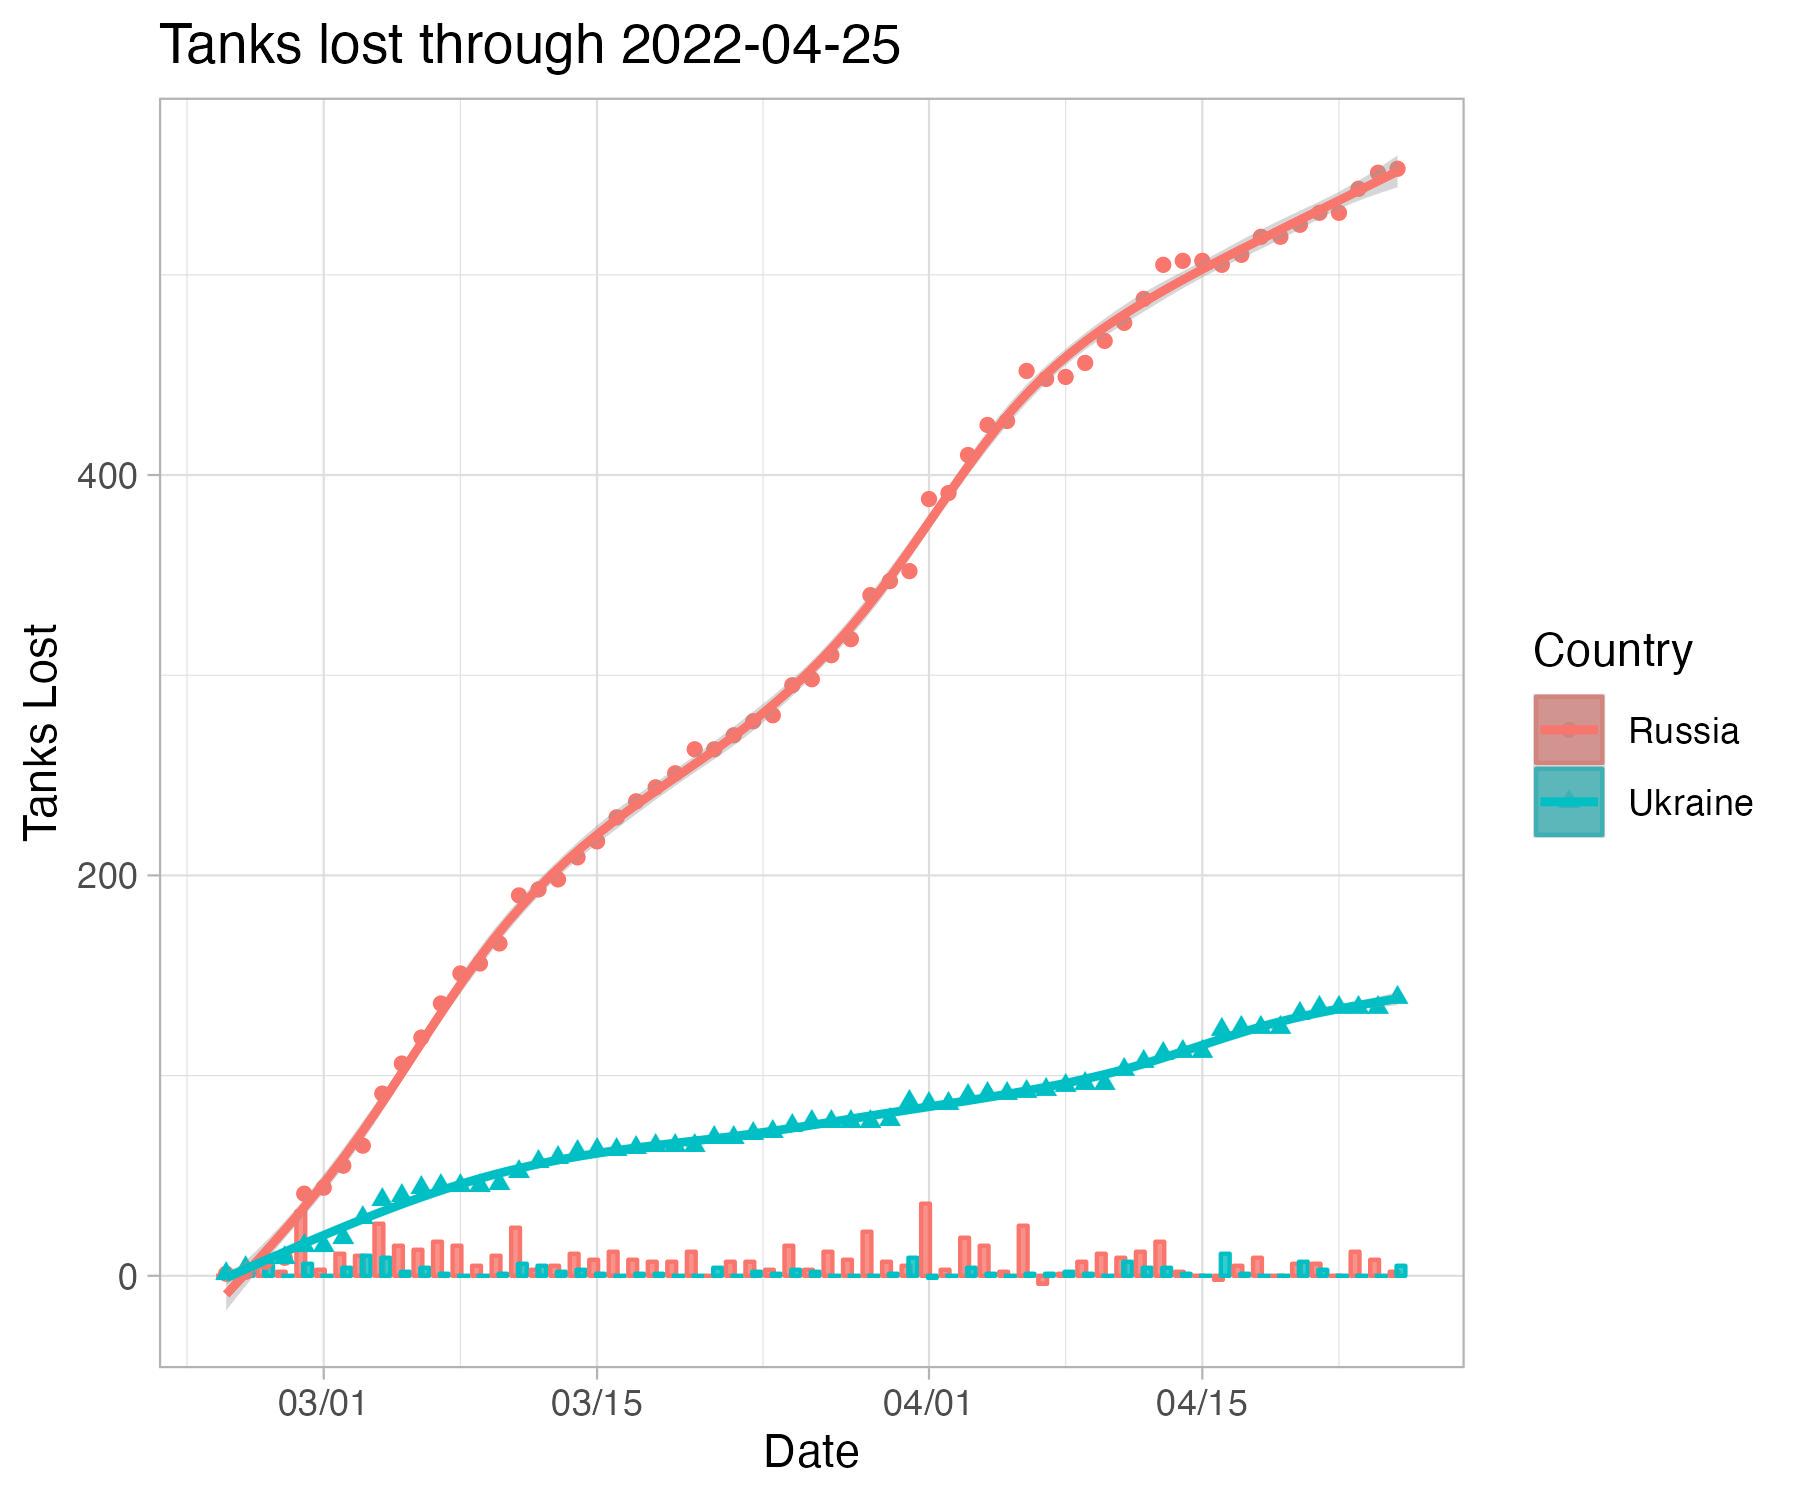 Tanks lost through 2022-04-25
Tanks Lost
400
200
0
03/01
03/15
04/01
04/15
Date
Country
Russia
Ukraine